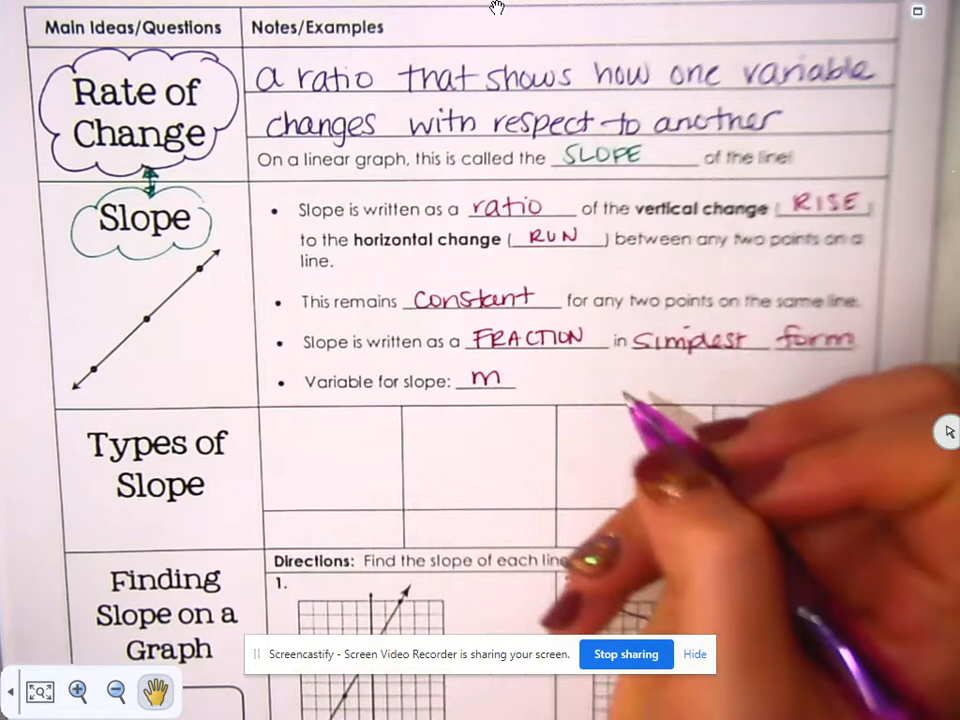 Main Ideas/Questions Notes/Examples
Rate of
Change
a ratio that shows how one variable
changes with respect to another
On a linear graph, this is called the SLOPE of the line!
Slope
• Slope is written as a ratio of the vertical change (RISE)
to the horizontal change (RUN) between any two points on a
line.
• This remains constant for any two points on the same line.
• Slope is written as a FRACTION in simplest form
• Variable for slope: m
Types of
Slope
Directions: Find the slope of each line
Finding
Slope on a
Graph
1.
Screencastify - Screen Video Recorder is sharing your screen. Stop sharing Hide